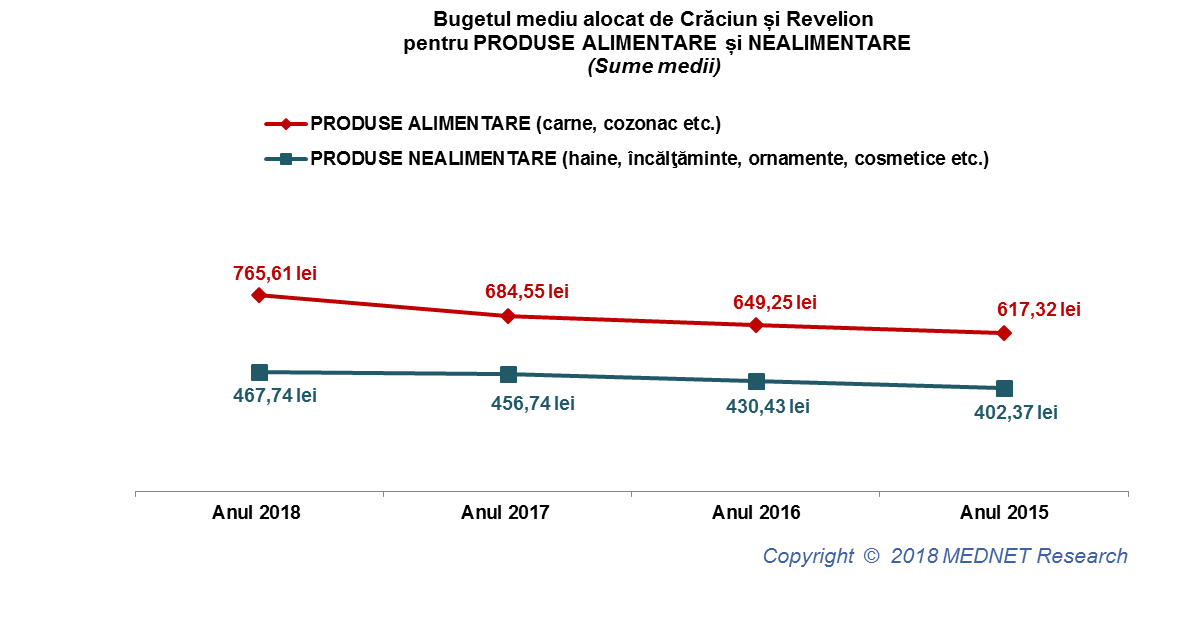 Bugetul mediu alocat de Crăciun și Revelion
pentru PRODUSE ALIMENTARE și NEALIMENTARE
(Sume medii)
PRODUSE ALIMENTARE (carne, cozonac etc.)
PRODUSE NEALIMENTARE (haine, încălţăminte, ornamente, cosmetice etc.)
765,61 lei
684,55 lei
649,25 lei
617,32 lei
467,74 lei
456,74 lei
430,43 lei
402,37 lei
Anul 2018
Anul 2017
Anul 2016
Anul 2015
Copyright © 2018 MEDNET Research